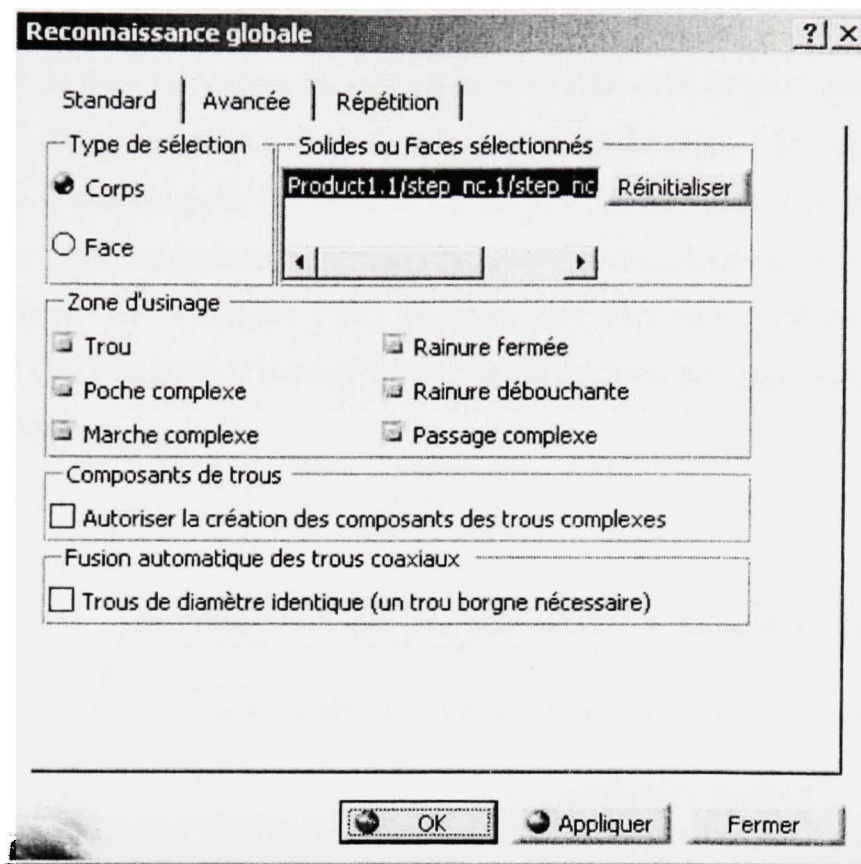 Reconnaissance globale ? ×
Standard Avancée Répétition
Type de sélection
Corps
Face
Solides ou Faces sélectionnés
Product1.1/step_nc.1/step_nc Réinitialiser
Zone d'usinage
Trou Rainure fermée
Poche complexe Rainure débouchante
Marche complexe Passage complexe
Composants de trous
Autoriser la création des composants des trous complexes
Fusion automatique des trous coaxiaux
Trous de diamètre identique (un trou borgne nécessaire)
OK Appliquer Fermer